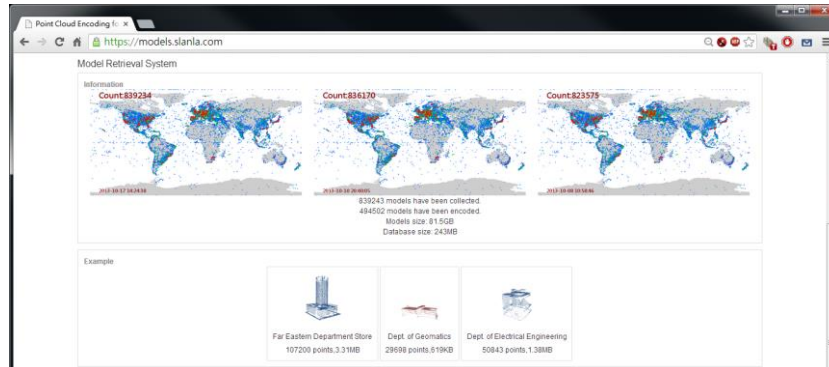 Point Cloud Encoding fo
https://models.slanla.com
Model Retrieval System
Information
Count:839234
Count:836170
Count:823575
839243 models have been collected.
494502 models have been encoded.
Models size: 81.5GB
Database size: 243MB
Example
Far Eastern Department Store
107200 points,3.31MB
Dept. of Geomatics
29698 points,619KB
Dept. of Electrical Engineering
50843 points,1.38MB